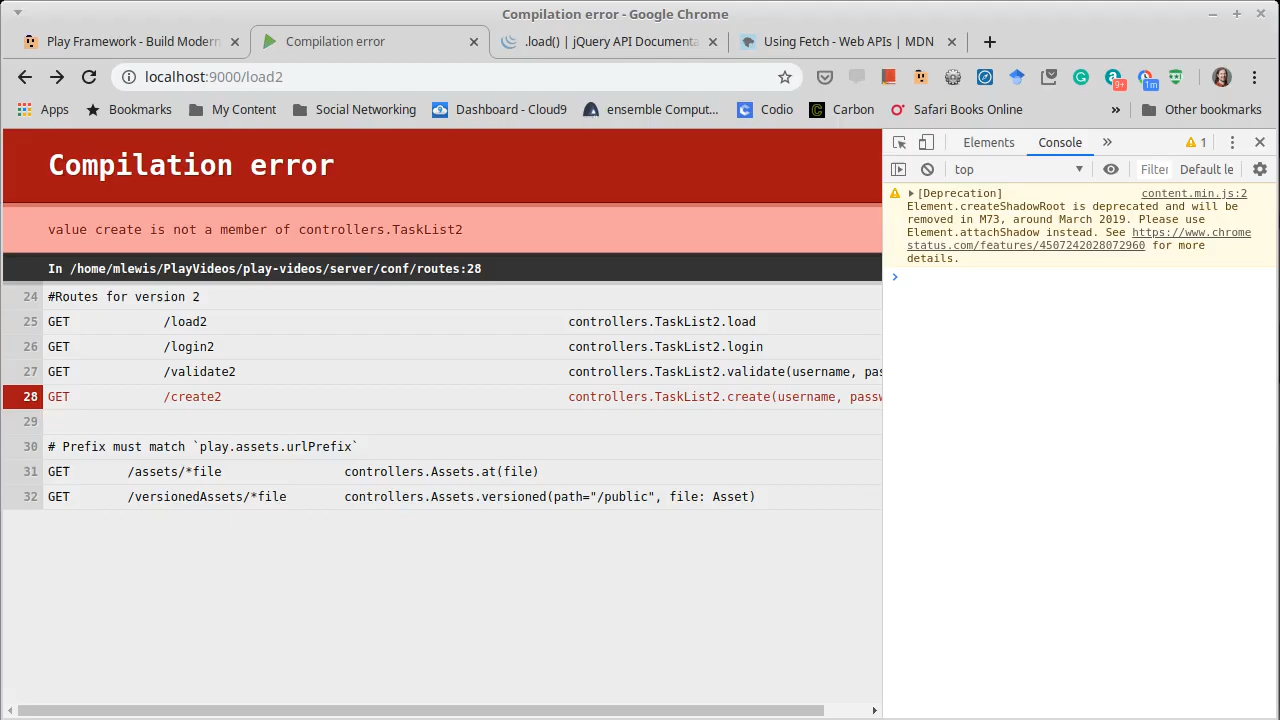 Compilation error - Google Chrome
Play Framework - Build Modern
Compilation error
.load() | jQuery API Documenta
Using Fetch - Web APIs | MDN
localhost:9000/load2
9+
1m
Apps
Bookmarks
My Content
Social Networking
Dashboard - Cloud9
ensemble Comput...
Codio
Carbon
Safari Books Online
»
Other bookmarks
Compilation error
value create is not a member of controllers.TaskList2
In /home/mlewis/PlayVideos/play-videos/server/conf/routes:28
24 #Routes for version 2
25 GET /load2 controllers.TaskList2.load
26 GET /login2 controllers.TaskList2.login
27 GET /validate2 controllers.TaskList2.validate(username, pas
28 GET /create2 controllers.TaskList2.create(username, passw
29
30 # Prefix must match `play.assets.urlPrefix`
31 GET /assets/*file controllers.Assets.at(file)
32 GET /versionedAssets/*file controllers.Assets.versioned(path="/public", file: Asset)
Elements
Console
»
1
top
Filter
Default le
[Deprecation] content.min.js:2
Element.createShadowRoot is deprecated and will be
removed in M73, around March 2019. Please use
Element.attachShadow instead. See https://www.chrome
status.com/features/4507242028072960 for more
details.